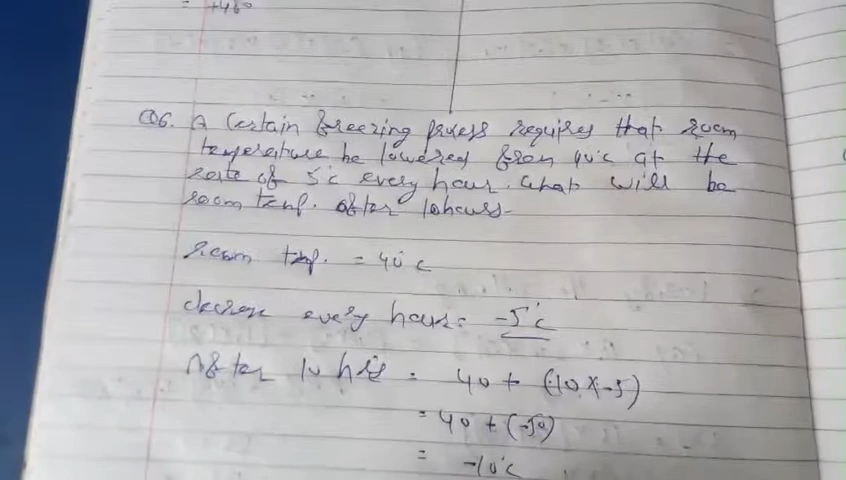 = +480
Q6. A Certain freezing process requires that room
temperature be lowered from 40°C at the
rate of 5°C every hour. What will be
room temp. after 10hours.
room temp. = 40°C
decrease every hour = -5°C
After 10 hrs = 40 + (10×-5)
= 40 + (-50)
= -10°C